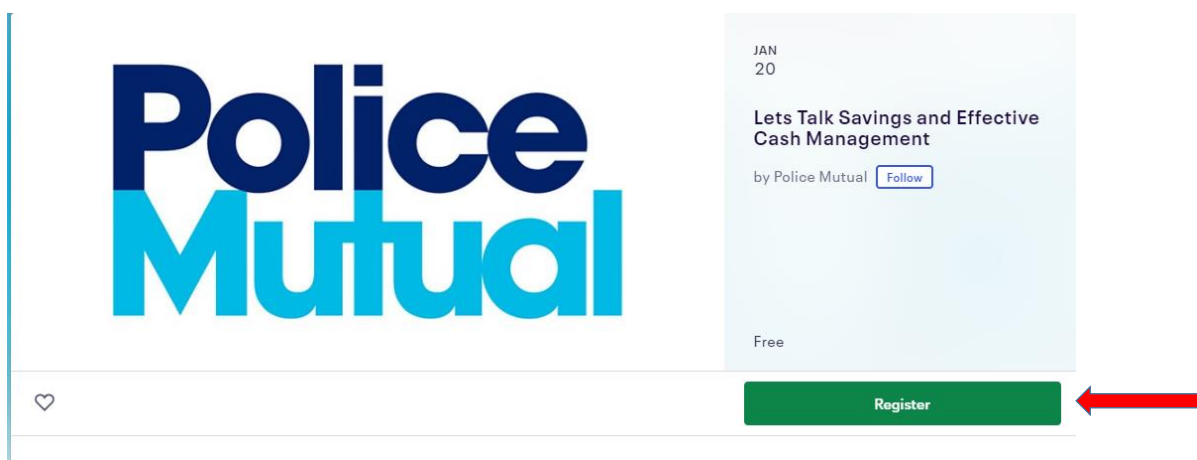 Police
Mutual
JAN
20
Lets Talk Savings and Effective
Cash Management
by Police Mutual Follow
Free
Register